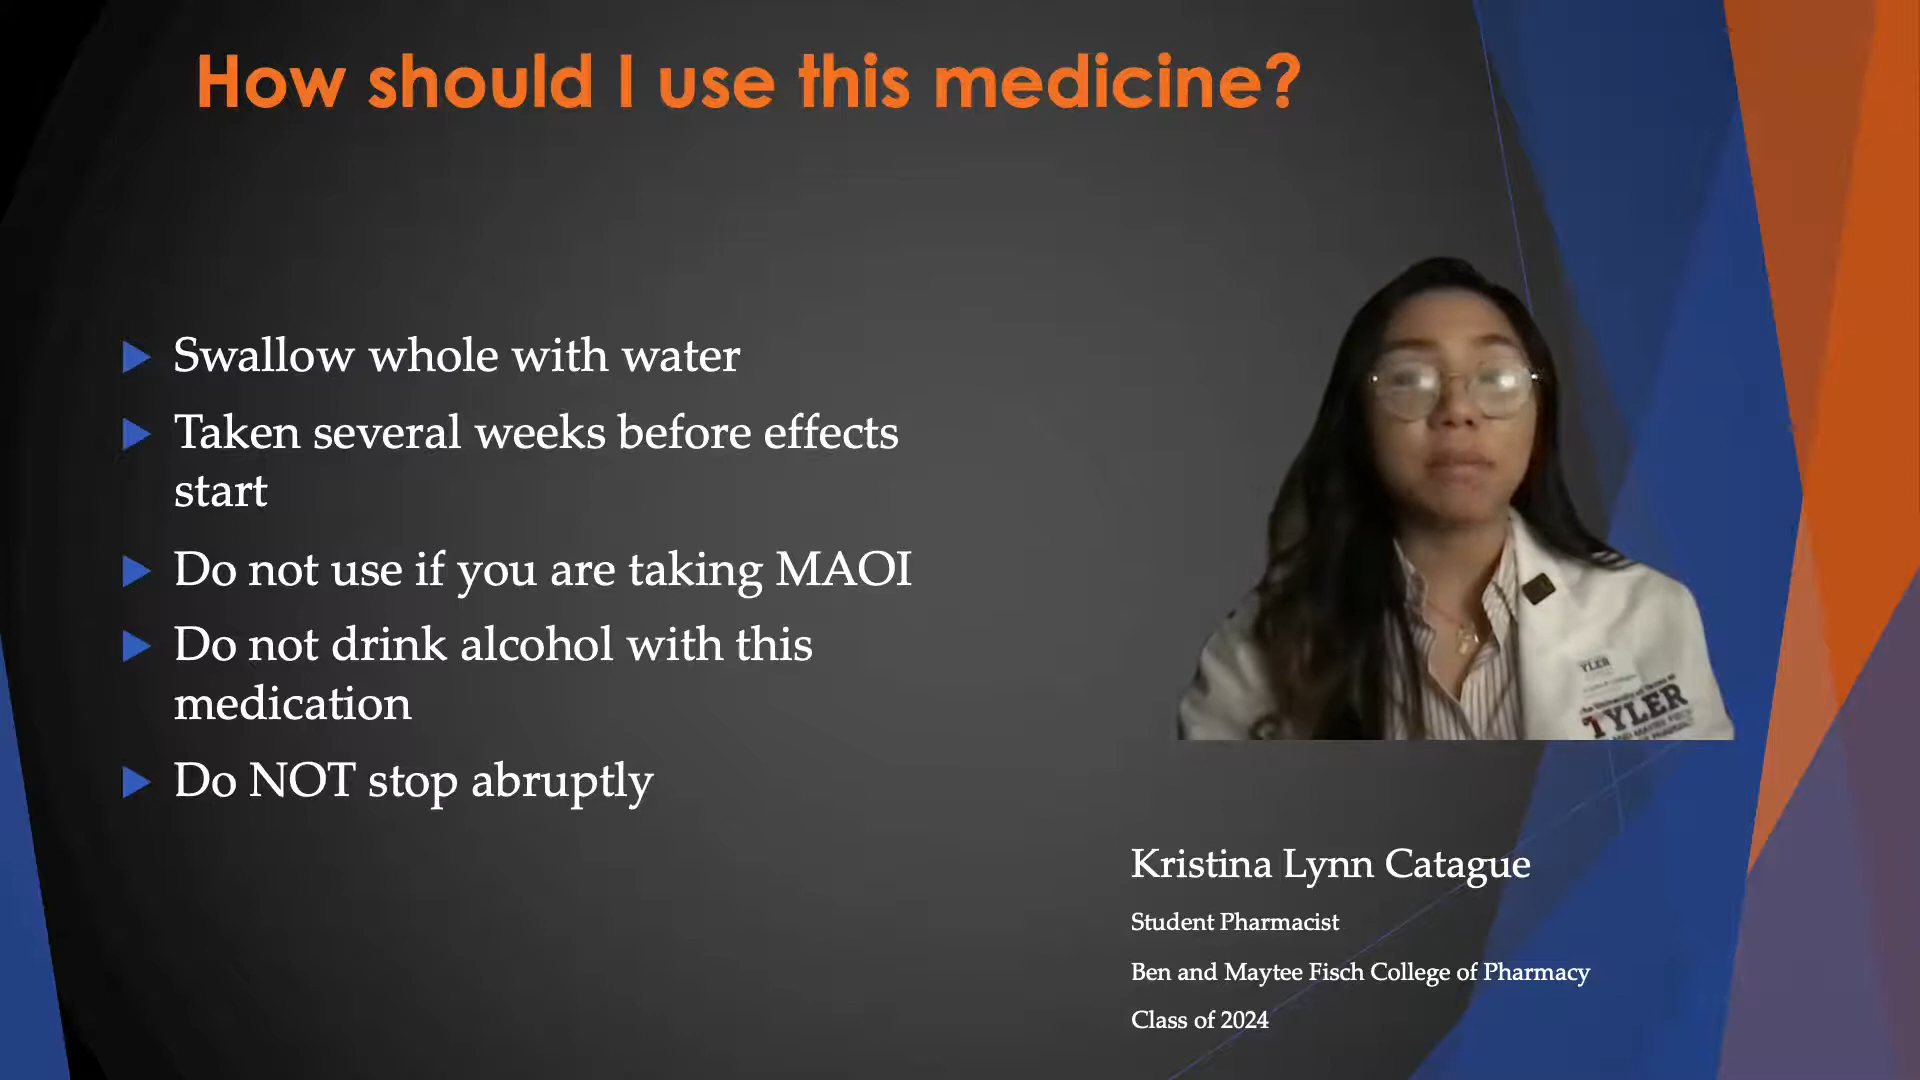 How should I use this medicine?
Swallow whole with water
Taken several weeks before effects
start
Do not use if you are taking MAOI
Do not drink alcohol with this
medication
Do NOT stop abruptly
YLER
TYLER
Kristina Lynn Catague
Student Pharmacist
Ben and Maytee Fisch College of Pharmacy
Class of 2024